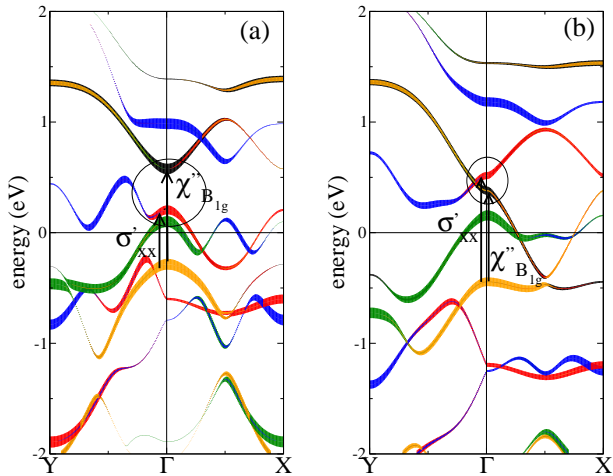 (a)
(b)
energy (eV)
2
1
0
-1
-2
Y
Γ
X
σ'xx
χ''B1g
energy (eV)
2
1
0
-1
-2
Y
Γ
X
σ'xx
χ''B1g